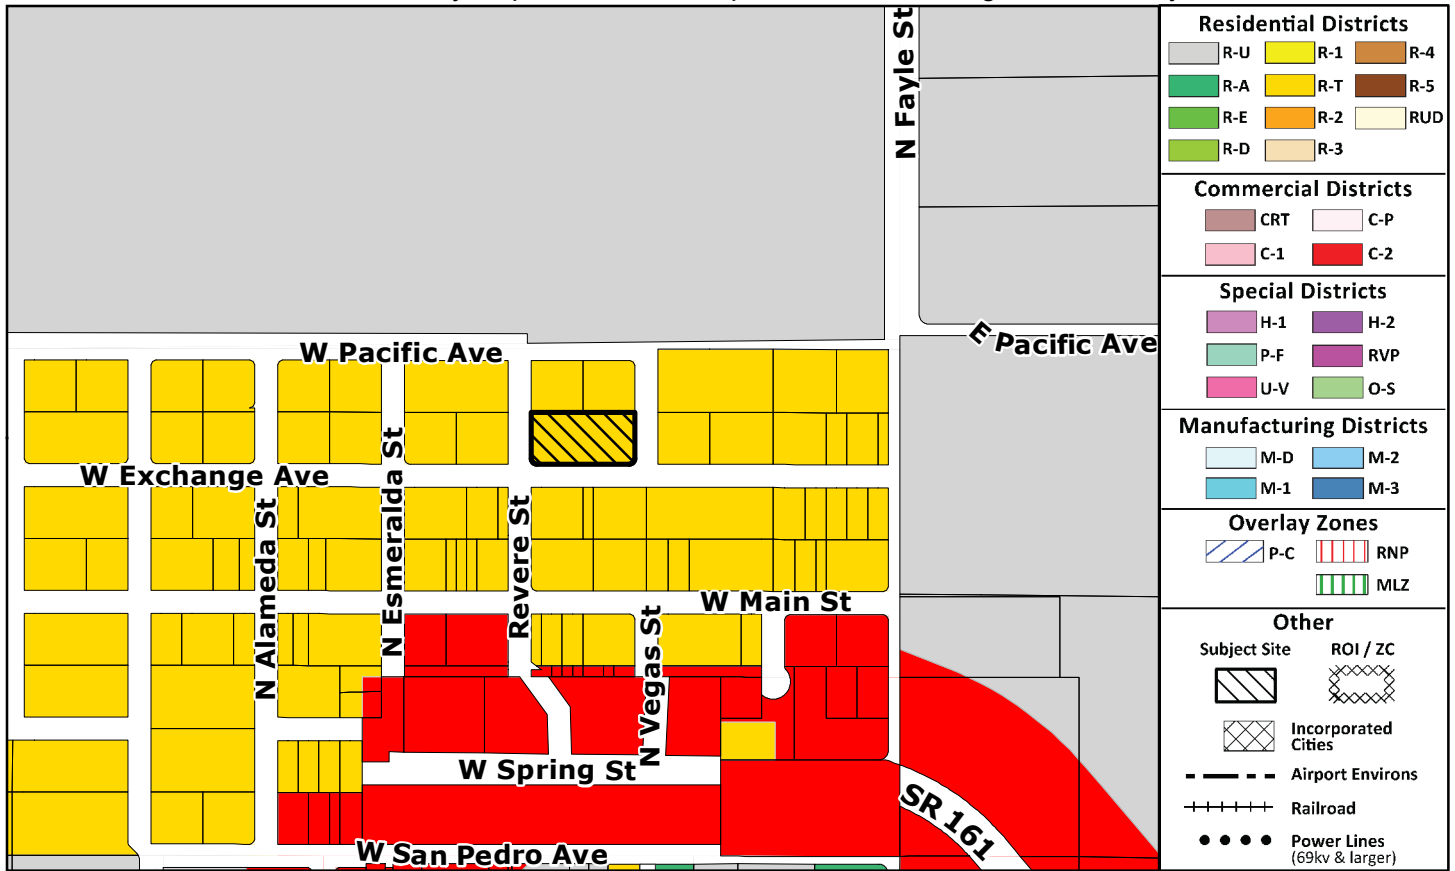 N Fayle St
W Pacific Ave
E Pacific Ave
W Exchange Ave
N Alameda St
N Esmeralda St
Revere St
W Main St
N Vegas St
W Spring St
SR 161
W San Pedro Ave
Residential Districts
R-U R-1 R-4
R-A R-T R-5
R-E R-2 RUD
R-D R-3
Commercial Districts
CRT C-P
C-1 C-2
Special Districts
H-1 H-2
P-F RVP
U-V O-S
Manufacturing Districts
M-D M-2
M-1 M-3
Overlay Zones
P-C RNP
MLZ
Other
Subject Site ROI / ZC
Incorporated
Cities
Airport Environs
Railroad
Power Lines
(69kv & larger)